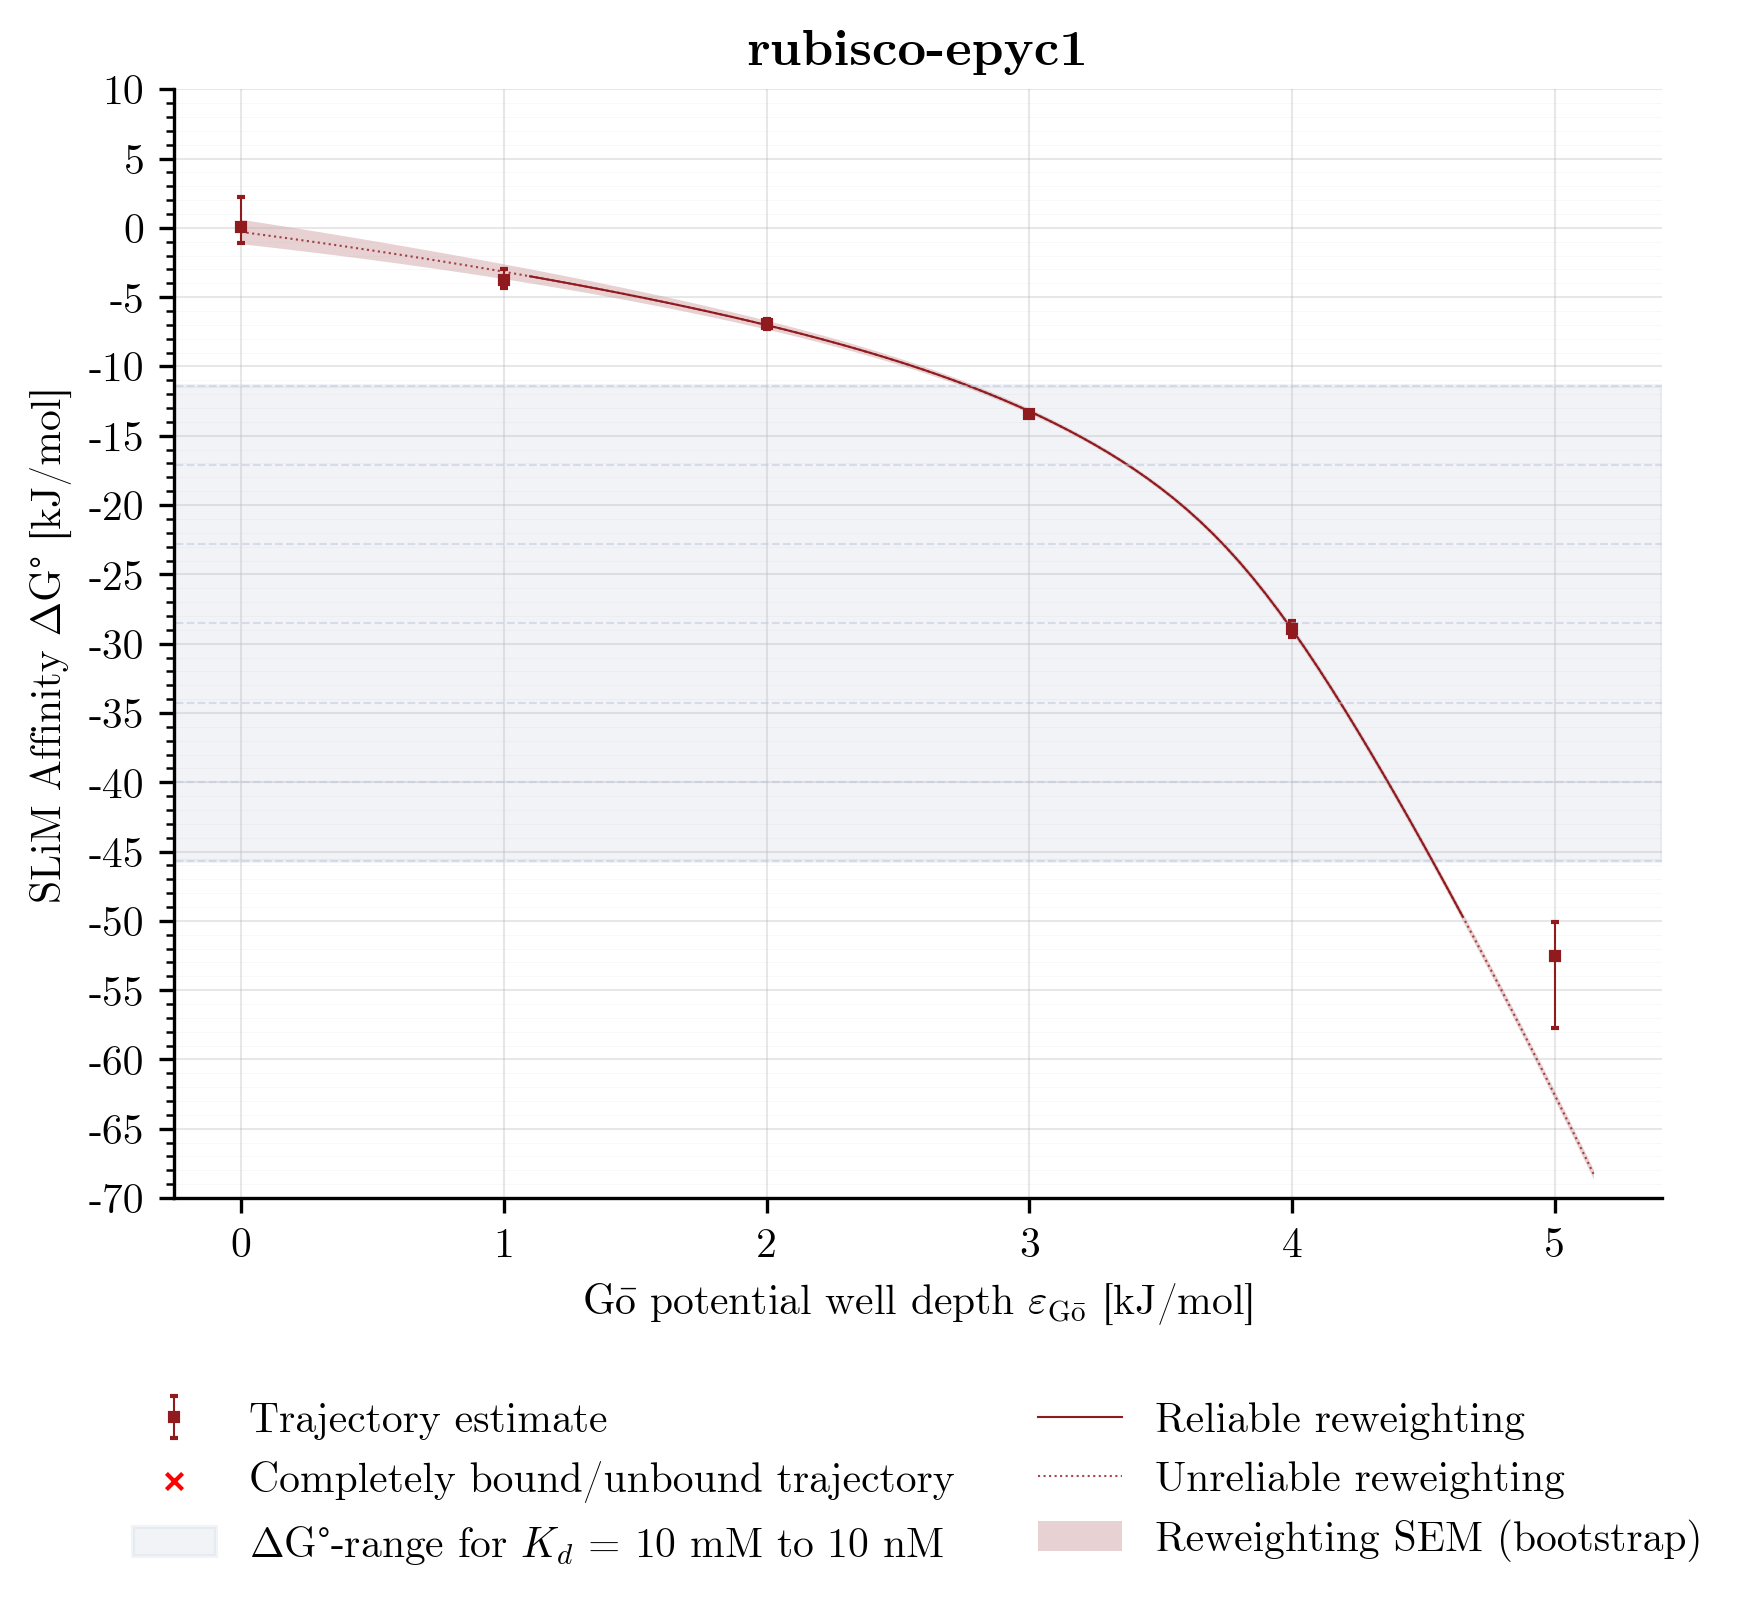 rubisco-epyc1
10
5
0
-5
-10
-15
-20
-25
-30
-35
-40
-45
-50
-55
-60
-65
-70
SLiM Affinity ΔG° [kJ/mol]
0 1 2 3 4 5
Gō potential well depth ε_Gō [kJ/mol]
Trajectory estimate
Completely bound/unbound trajectory
ΔG°-range for K_d = 10 mM to 10 nM
Reliable reweighting
Unreliable reweighting
Reweighting SEM (bootstrap)